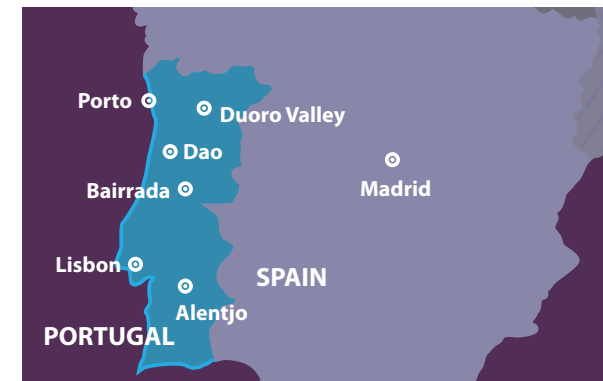 Porto
Duoro Valley
Dao
Madrid
Bairrada
Lisbon
SPAIN
Alentjo
PORTUGAL